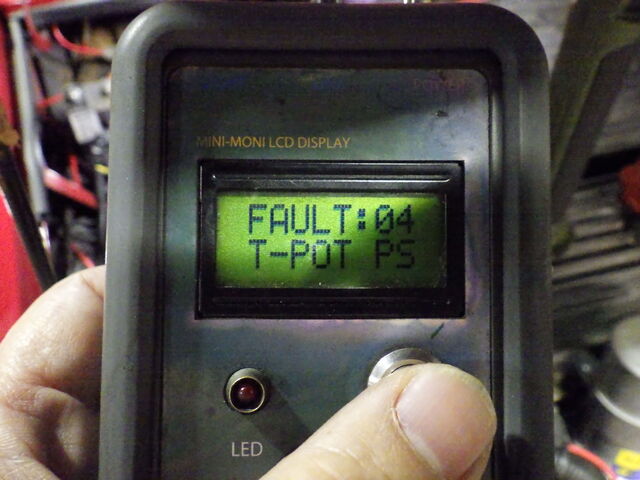 MINI-MONI LCD DISPLAY
FAULT:04
T-POT PS
LED